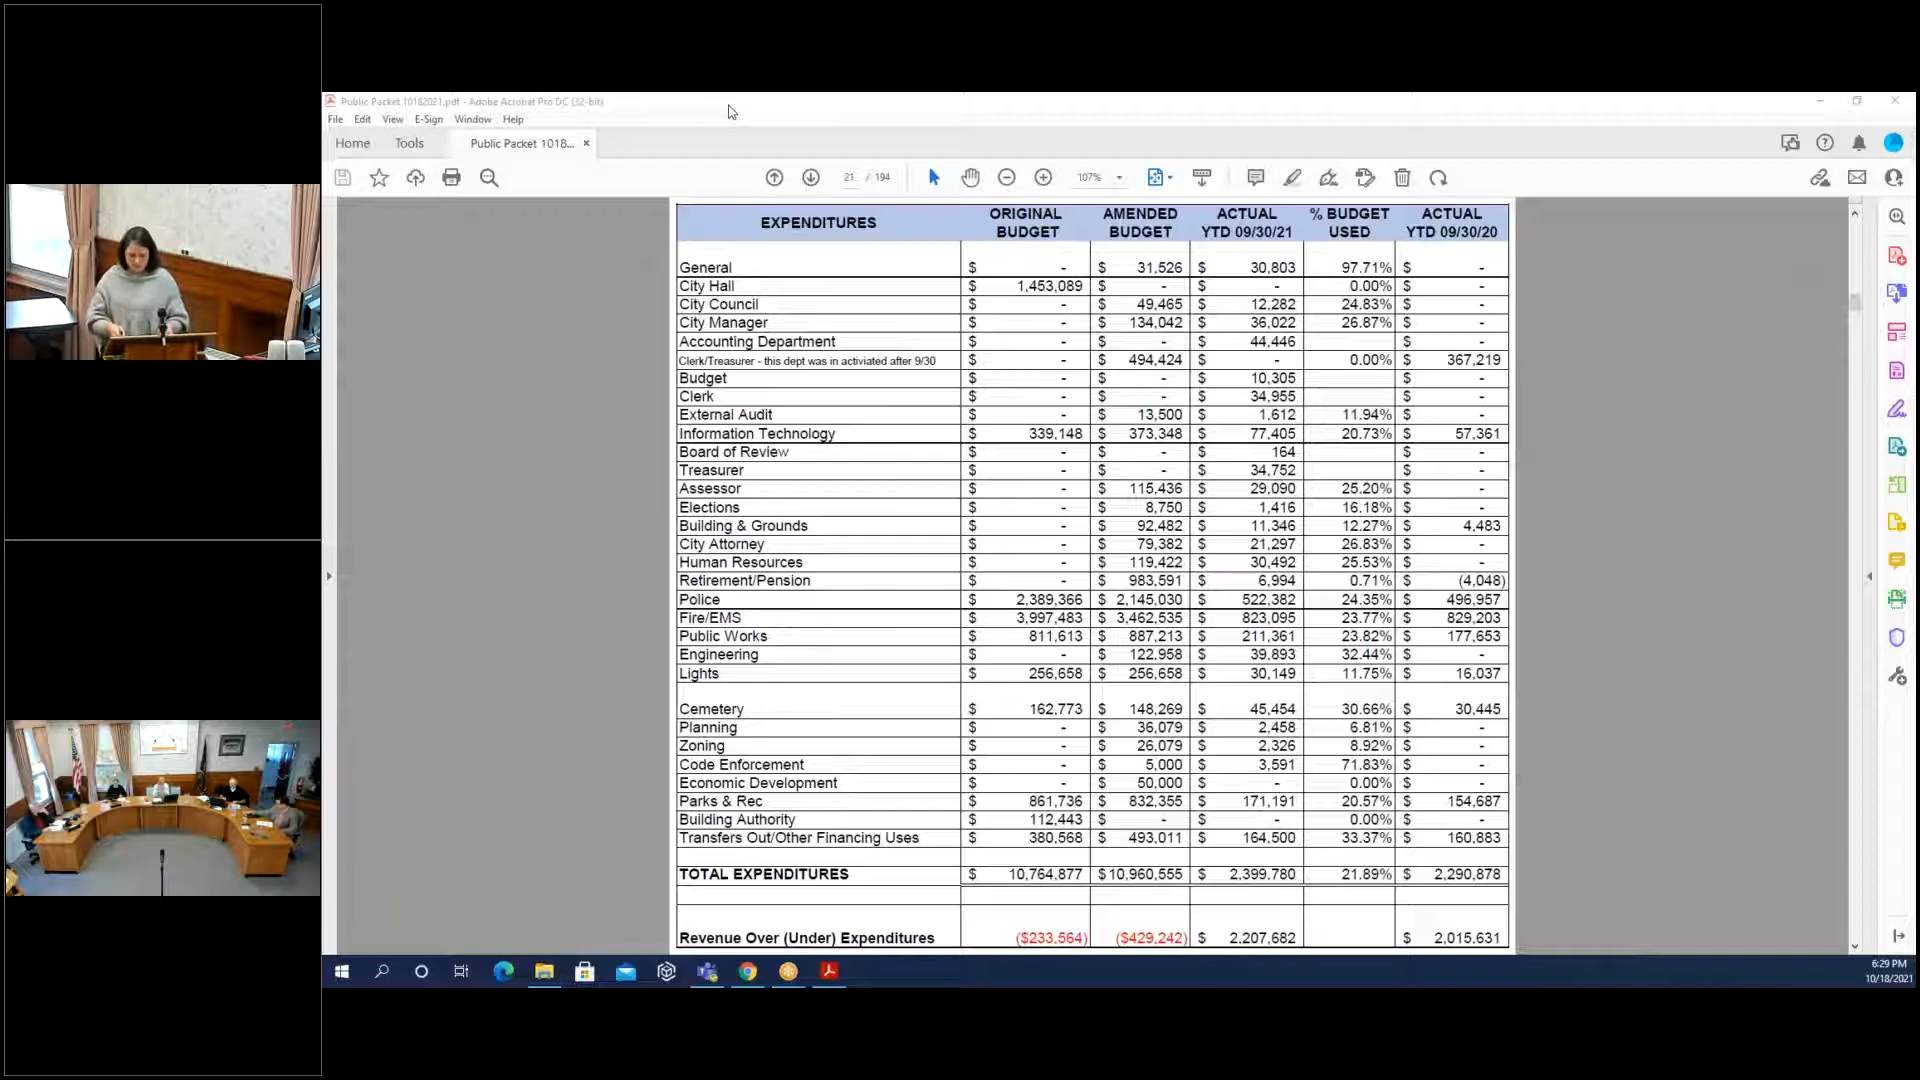 Public Packet 10182021.pdf - Adobe Acrobat Pro DC (32-bit)
File Edit View E-Sign Window Help
Home Tools Public Packet 1018... ×
21 / 194 107%
EXPENDITURES ORIGINAL BUDGET AMENDED BUDGET ACTUAL YTD 09/30/21 % BUDGET USED ACTUAL YTD 09/30/20
General $ - $ 31,526 $ 30,803 97.71% $ -
City Hall $ 1,453,089 $ - $ - 0.00% $ -
City Council $ - $ 49,465 $ 12,282 24.83% $ -
City Manager $ - $ 134,042 $ 36,022 26.87% $ -
Accounting Department $ - $ - $ 44,446 $ -
Clerk/Treasurer - this dept was in activiated after 9/30 $ - $ 494,424 $ - 0.00% $ 367,219
Budget $ - $ - $ 10,305 $ -
Clerk $ - $ - $ 34,955 $ -
External Audit $ - $ 13,500 $ 1,612 11.94% $ -
Information Technology $ 339,148 $ 373,348 $ 77,405 20.73% $ 57,361
Board of Review $ - $ - $ 164 $ -
Treasurer $ - $ - $ 34,752 $ -
Assessor $ - $ 115,436 $ 29,090 25.20% $ -
Elections $ - $ 8,750 $ 1,416 16.18% $ -
Building & Grounds $ - $ 92,482 $ 11,346 12.27% $ 4,483
City Attorney $ - $ 79,382 $ 21,297 26.83% $ -
Human Resources $ - $ 119,422 $ 30,492 25.53% $ -
Retirement/Pension $ - $ 983,591 $ 6,994 0.71% $ (4,048)
Police $ 2,389,366 $ 2,145,030 $ 522,382 24.35% $ 496,957
Fire/EMS $ 3,997,483 $ 3,462,535 $ 823,095 23.77% $ 829,203
Public Works $ 811,613 $ 887,213 $ 211,361 23.82% $ 177,653
Engineering $ - $ 122,958 $ 39,893 32.44% $ -
Lights $ 256,658 $ 256,658 $ 30,149 11.75% $ 16,037
Cemetery $ 162,773 $ 148,269 $ 45,454 30.66% $ 30,445
Planning $ - $ 36,079 $ 2,458 6.81% $ -
Zoning $ - $ 26,079 $ 2,326 8.92% $ -
Code Enforcement $ - $ 5,000 $ 3,591 71.83% $ -
Economic Development $ - $ 50,000 $ - 0.00% $ -
Parks & Rec $ 861,736 $ 832,355 $ 171,191 20.57% $ 154,687
Building Authority $ 112,443 $ - $ - 0.00% $ -
Transfers Out/Other Financing Uses $ 380,568 $ 493,011 $ 164,500 33.37% $ 160,883
TOTAL EXPENDITURES $ 10,764,877 $ 10,960,555 $ 2,399,780 21.89% $ 2,290,878
Revenue Over (Under) Expenditures ($233,564) ($429,242) $ 2,207,682 $ 2,015,631
6:29 PM
10/18/2021